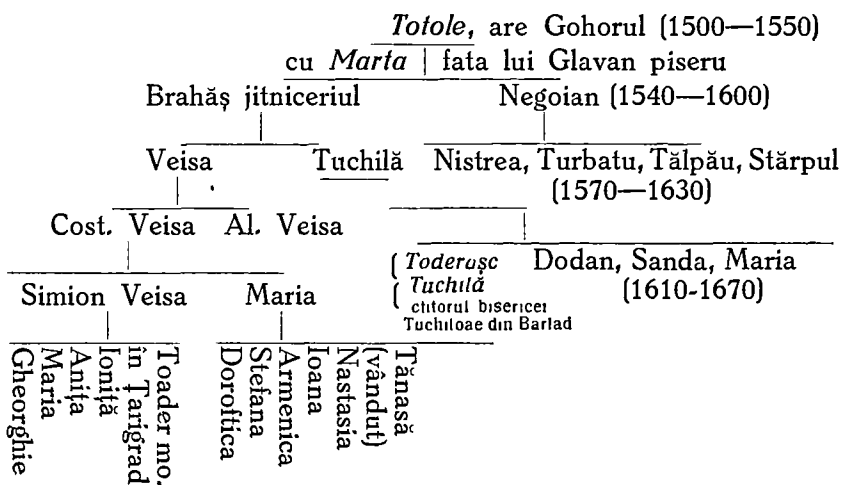 Totole, are Gohorul (1500—1550)
cu Marta | fata lui Glavan piseru
Brahăș jitniceriul Negoian (1540—1600)
Veisa Tuchilă Nistrea, Turbatu, Tălpău, Stărpul
(1570—1630)
Cost. Veisa Al. Veisa
Toderașc Dodan, Sanda, Maria
Simion Veisa Maria Tuchilă (1610-1670)
ctitorul bisericei
Tuchiloae din Barlad
Gheorghie
Maria
Anița
Ioniță
în Țarigrad
Toader mo.
Doroftica
Stefana
Armenica
Ioana
Nastasia
(vândut)
Tănasă